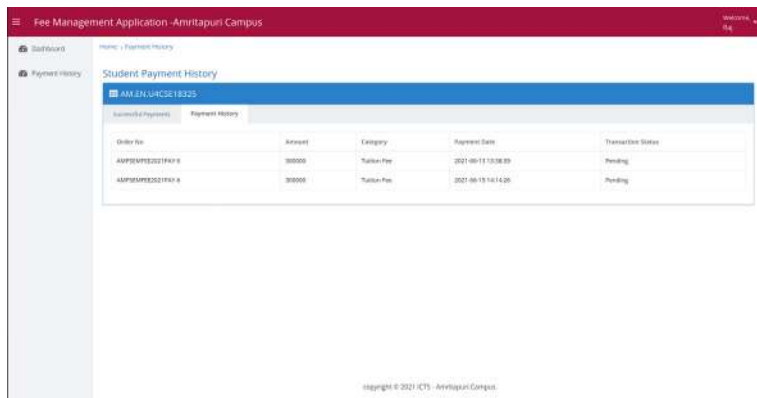 Fee Management Application -Amritapuri Campus
Welcome,
Raj
Dashboard
Home > Payment History
Payment History
Student Payment History
AM.EN.U4CSE18325
Successful Payments Payment History
Order No Amount Category Payment Date Transaction Status
300000 Tuition Fee Pending
300000 Tuition Fee Pending
copyright © 2021 ICTS - Amritapuri Campus.